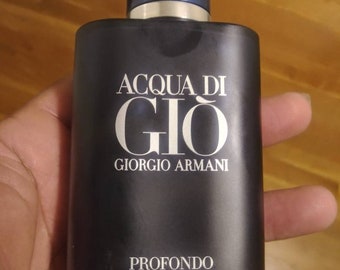 ACQUA DI
GIÒ
GIORGIO ARMANI
PROFONDO